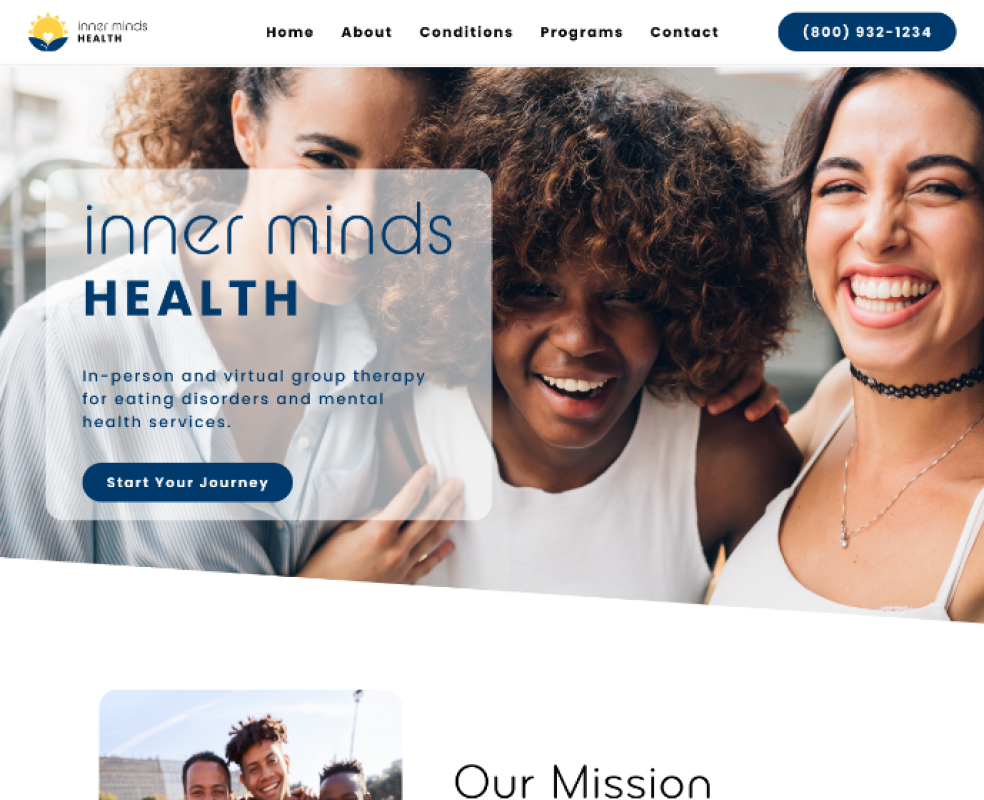 inner minds
HEALTH
Home About Conditions Programs Contact (800) 932-1234
inner minds
HEALTH
In-person and virtual group therapy
for eating disorders and mental
health services.
Start Your Journey
Our Mission